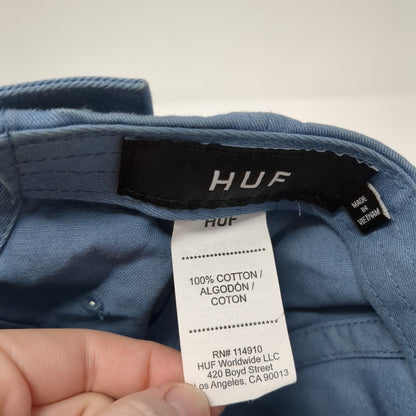 HUF
MADE
IN
VIETNAM
HUF
100% COTTON /
ALGODÓN /
COTON
RN# 114910
HUF Worldwide LLC
420 Boyd Street
Los Angeles, CA 90013